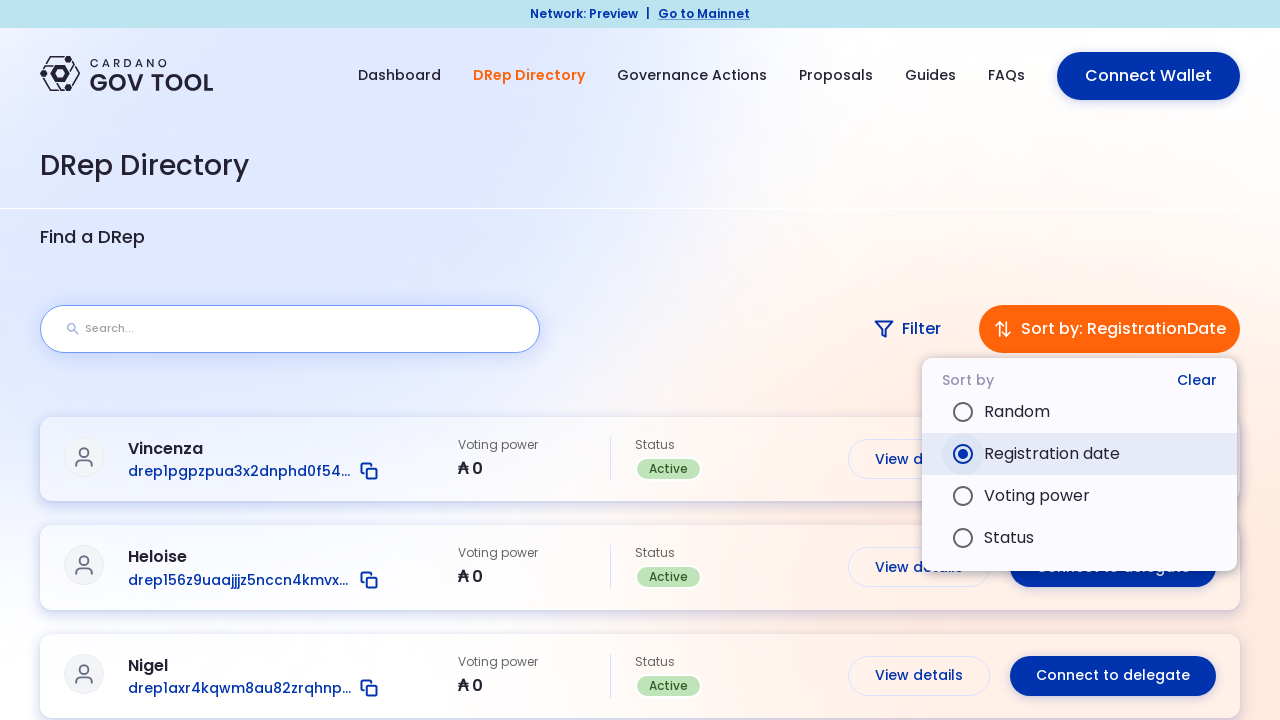 Network: Preview | Go to Mainnet
CARDANO
GOV TOOL
Dashboard
DRep Directory
Governance Actions
Proposals
Guides
FAQs
Connect Wallet
DRep Directory
Find a DRep
Search...
Filter
Sort by: RegistrationDate
Sort by
Clear
Random
Registration date
Voting power
Status
Vincenza
drep1pgpzpua3x2dnphd0f54...
Voting power
₳ 0
Status
Active
View d
Heloise
drep156z9uaajjjz5nccn4kmvx...
Voting power
₳ 0
Status
Active
View details
Connect to delegate
Nigel
drep1axr4kqwm8au82zrqhnp...
Voting power
₳ 0
Status
Active
View details
Connect to delegate